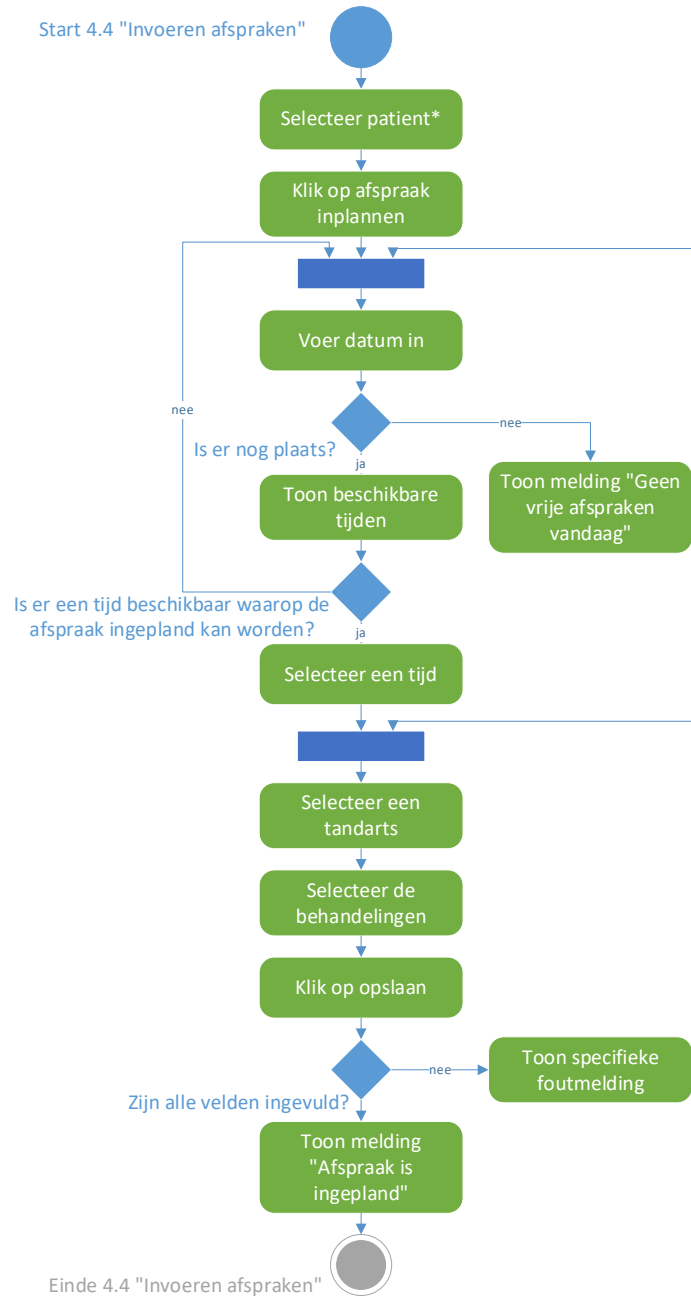 Start 4.4 "Invoeren afspraken"
Selecteer patient*
Klik op afspraak
inplannen
Voer datum in
nee
nee
Is er nog plaats?
ja
Toon beschikbare
tijden
Toon melding "Geen
vrije afspraken
vandaag"
Is er een tijd beschikbaar waarop de
afspraak ingepland kan worden?
ja
Selecteer een tijd
Selecteer een
tandarts
Selecteer de
behandelingen
Klik op opslaan
nee
Toon specifieke
foutmelding
Zijn alle velden ingevuld?
Toon melding
"Afspraak is
ingepland"
Einde 4.4 "Invoeren afspraken"